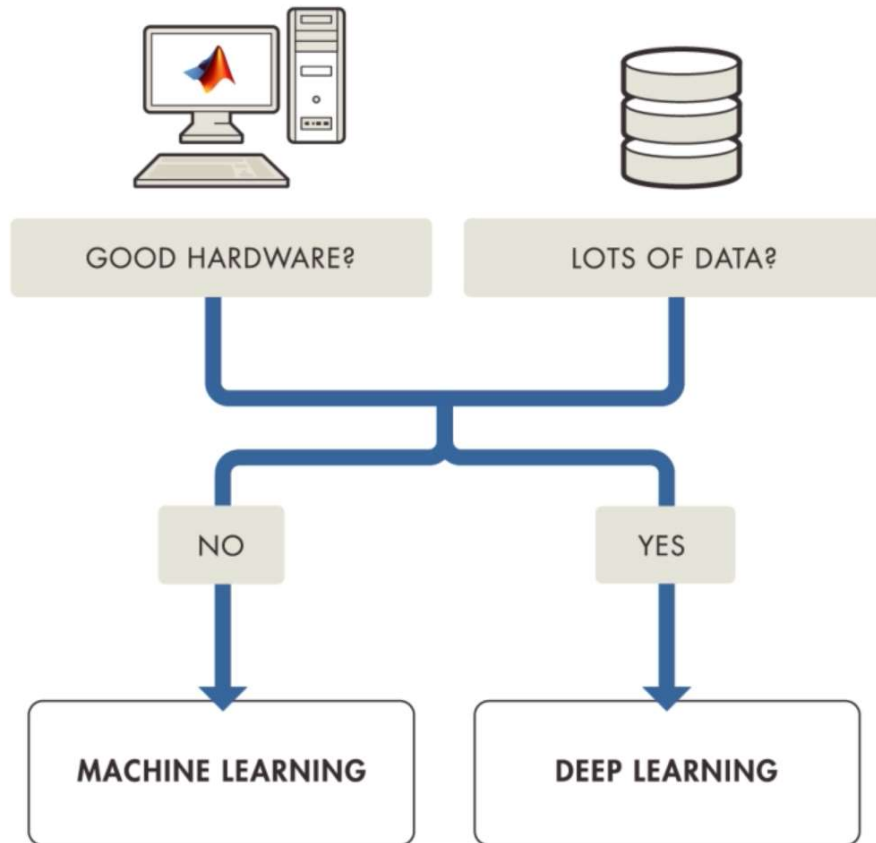 GOOD HARDWARE?
LOTS OF DATA?
NO
YES
MACHINE LEARNING
DEEP LEARNING